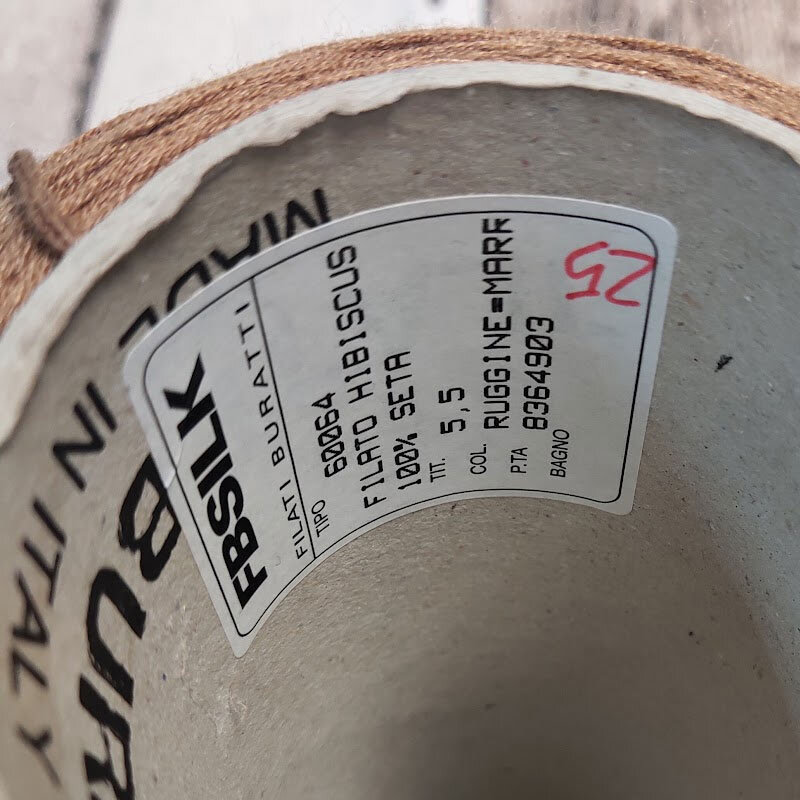 FBSILK
FILATI BURATTI
TIPO 60064
FILATO HIBISCUS
100% SETA
TIT. 5,5
COL. RUGGINE=MARR
P.TA 8364903
BAGNO
25
MADE
IN ITALY